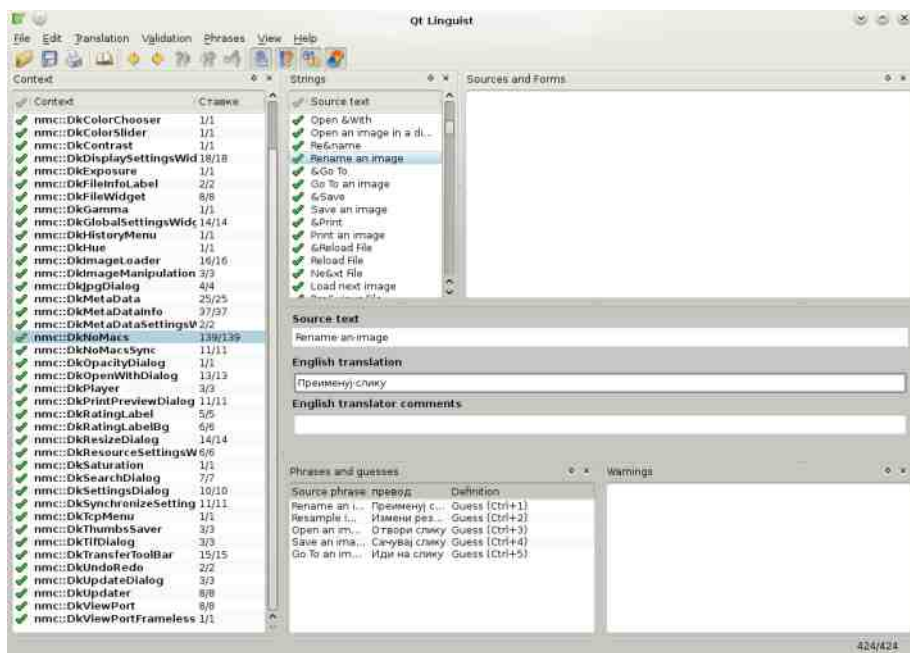 Qt Linguist
File Edit Translation Validation Phrases View Help
Context
Context Ставке
nmc::DkColorChooser 1/1
nmc::DkColorSlider 1/1
nmc::DkContrast 1/1
nmc::DkDisplaySettingsWid 18/18
nmc::DkExposure 1/1
nmc::DkFileInfoLabel 2/2
nmc::DkFileWidget 8/8
nmc::DkGamma 1/1
nmc::DkGlobalSettingsWidg 14/14
nmc::DkHistoryMenu 1/1
nmc::DkHue 1/1
nmc::DkImageLoader 16/16
nmc::DkImageManipulation 3/3
nmc::DkJpgDialog 4/4
nmc::DkMetaData 25/25
nmc::DkMetaDataInfo 37/37
nmc::DkMetaDataSettingsW 2/2
nmc::DkNoMacs 139/139
nmc::DkNoMacsSync 11/11
nmc::DkOpacityDialog 1/1
nmc::DkOpenWithDialog 13/13
nmc::DkPlayer 3/3
nmc::DkPrintPreviewDialog 11/11
nmc::DkRatingLabel 5/5
nmc::DkRatingLabelBg 6/6
nmc::DkResizeDialog 14/14
nmc::DkResourceSettingsW 6/6
nmc::DkSaturation 1/1
nmc::DkSearchDialog 7/7
nmc::DkSettingsDialog 10/10
nmc::DkSynchronizeSetting 11/11
nmc::DkTcpMenu 1/1
nmc::DkThumbsSaver 3/3
nmc::DkTifDialog 3/3
nmc::DkTransferToolBar 15/15
nmc::DkUndoRedo 2/2
nmc::DkUpdateDialog 3/3
nmc::DkUpdater 8/8
nmc::DkViewPort 8/8
nmc::DkViewPortFrameless 1/1
Strings
Source text
Open &With
Open an image in a di...
Re&name
Rename an image
&Go To
Go To an image
&Save
Save an image
&Print
Print an image
&Reload File
Reload File
Ne&xt File
Load next image
Sources and Forms
Source text
Rename an image
English translation
Преименуј слику
English translator comments
Phrases and guesses
Source phrase превод Definition
Rename an i... Преименуј с... Guess (Ctrl+1)
Resample i... Измени рез... Guess (Ctrl+2)
Open an im... Отвори слику Guess (Ctrl+3)
Save an ima... Сачувај слику Guess (Ctrl+4)
Go To an im... Иди на слику Guess (Ctrl+5)
Warnings
424/424